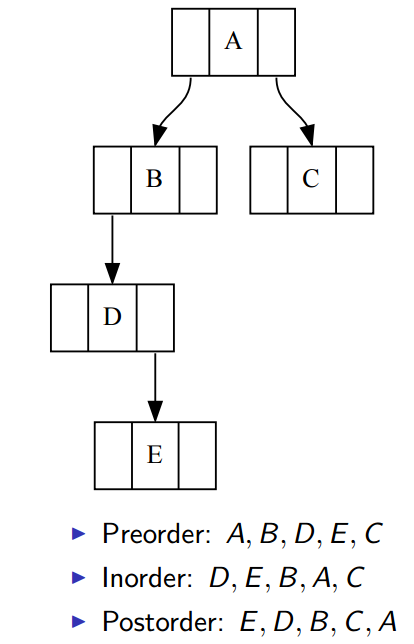 A
B C
D
E
▶ Preorder: A, B, D, E, C
▶ Inorder: D, E, B, A, C
▶ Postorder: E, D, B, C, A